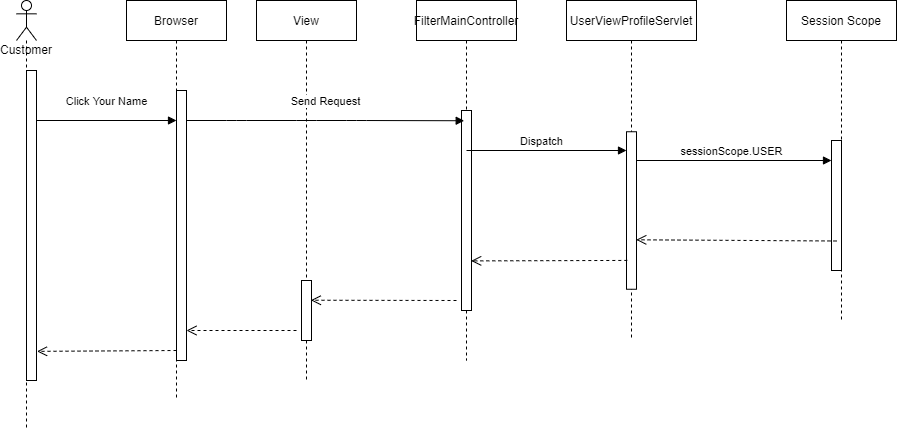 Browser
View
FilterMainController
UserViewProfileServlet
Session Scope
Customer
Click Your Name
Send Request
Dispatch
sessionScope.USER